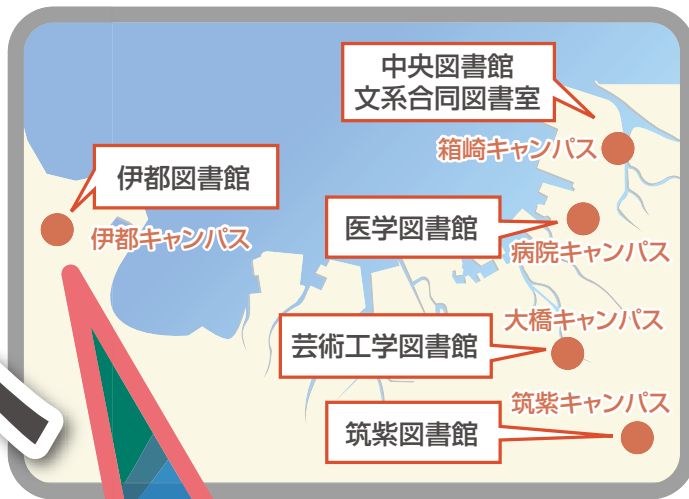 中央図書館
文系合同図書室
箱崎キャンパス
伊都図書館
伊都キャンパス
医学図書館
病院キャンパス
大橋キャンパス
芸術工学図書館
筑紫キャンパス
筑紫図書館